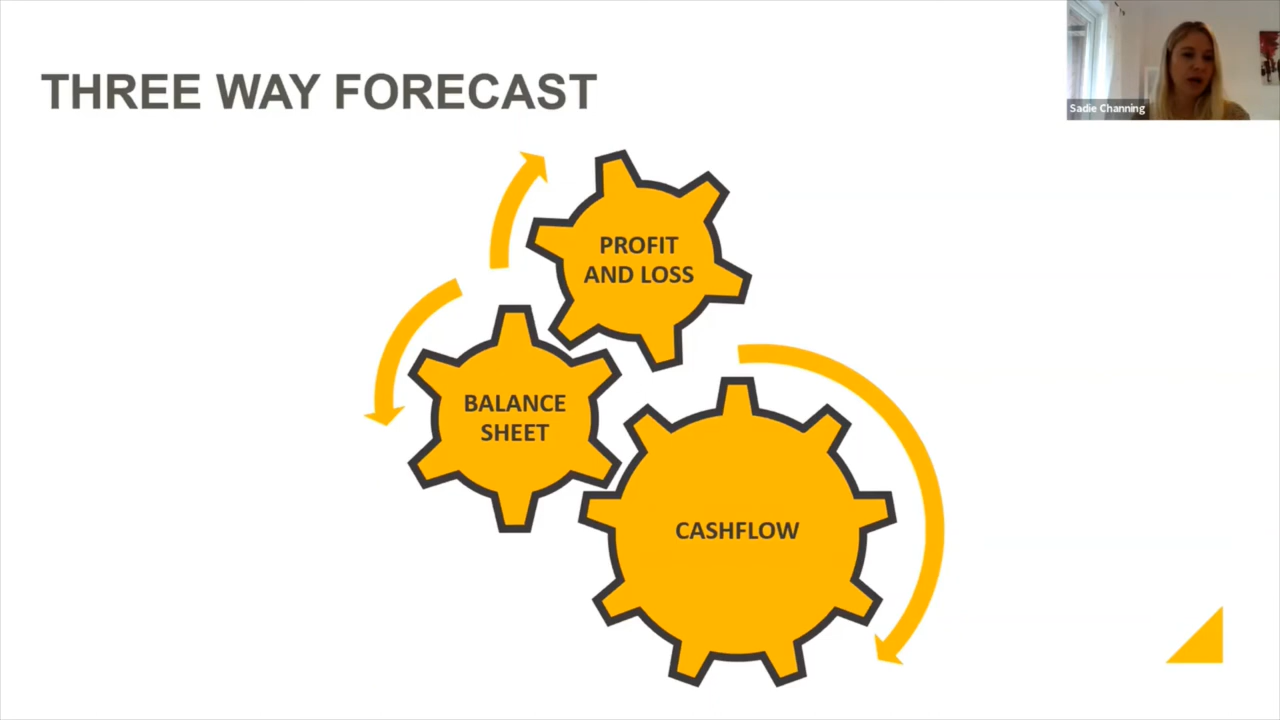 THREE WAY FORECAST
Sadie Channing
PROFIT
AND LOSS
BALANCE
SHEET
CASHFLOW